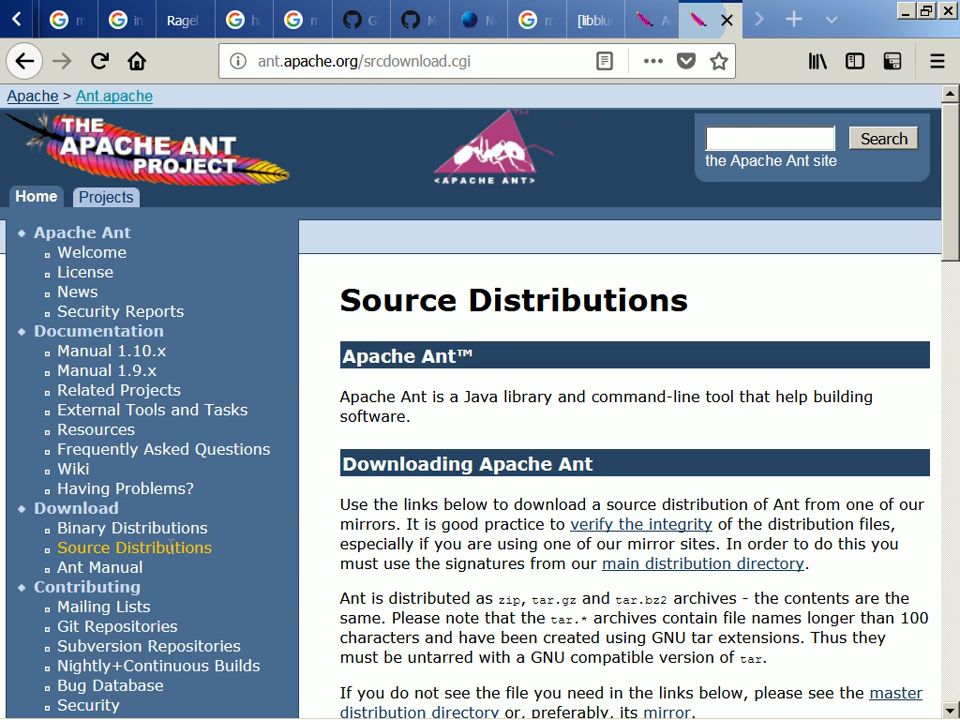 m
in
Ragel
m
G
M
N
m
[libblu
A
ant.apache.org/srcdownload.cgi
Apache > Ant.apache
THE
APACHE ANT
PROJECT
<APACHE ANT>
Search
the Apache Ant site
Home
Projects
Apache Ant
Welcome
License
News
Security Reports
Documentation
Manual 1.10.x
Manual 1.9.x
Related Projects
External Tools and Tasks
Resources
Frequently Asked Questions
Wiki
Having Problems?
Download
Binary Distributions
Source Distributions
Ant Manual
Contributing
Mailing Lists
Git Repositories
Subversion Repositories
Nightly+Continuous Builds
Bug Database
Security
Source Distributions
Apache Ant™
Apache Ant is a Java library and command-line tool that help building
software.
Downloading Apache Ant
Use the links below to download a source distribution of Ant from one of our
mirrors. It is good practice to verify the integrity of the distribution files,
especially if you are using one of our mirror sites. In order to do this you
must use the signatures from our main distribution directory.
Ant is distributed as zip, tar.gz and tar.bz2 archives - the contents are the
same. Please note that the tar.* archives contain file names longer than 100
characters and have been created using GNU tar extensions. Thus they
must be untarred with a GNU compatible version of tar.
If you do not see the file you need in the links below, please see the master
distribution directory or, preferably, its mirror.